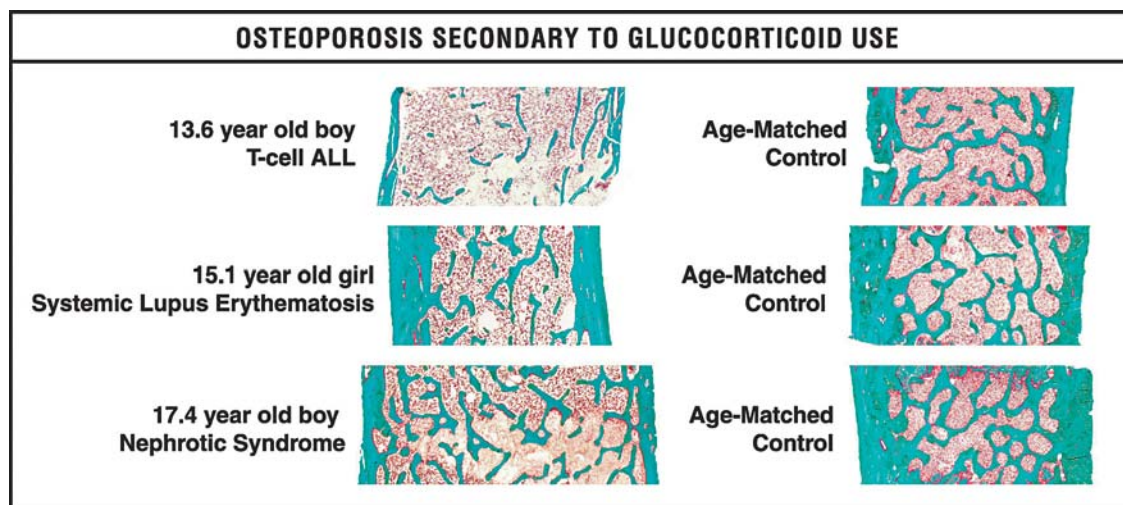 OSTEOPOROSIS SECONDARY TO GLUCOCORTICOID USE
13.6 year old boy
T-cell ALL
Age-Matched
Control
15.1 year old girl
Systemic Lupus Erythematosis
Age-Matched
Control
17.4 year old boy
Nephrotic Syndrome
Age-Matched
Control